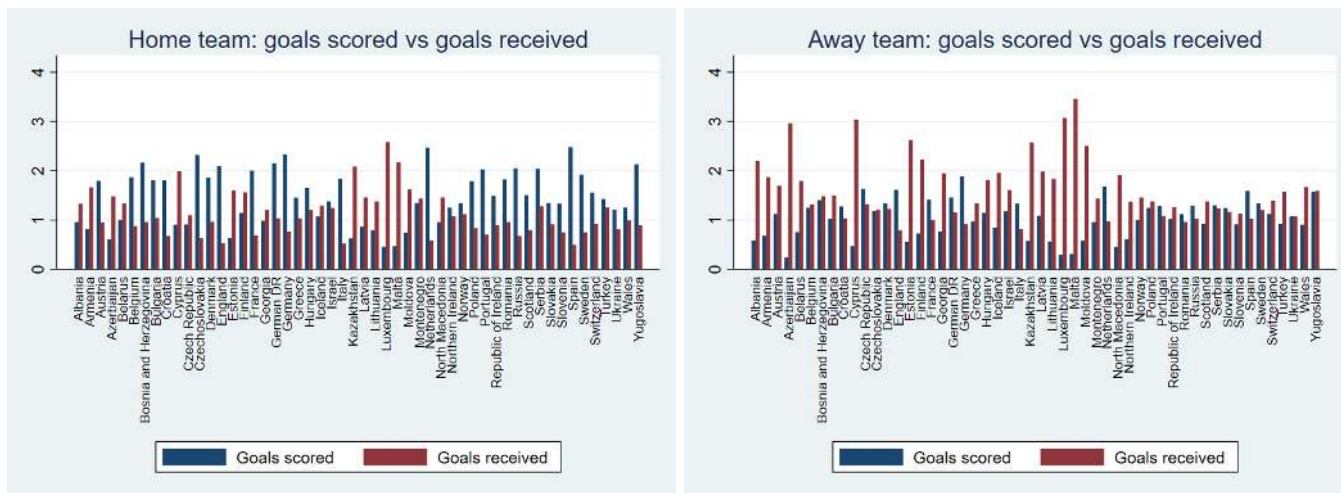 Home team: goals scored vs goals received
4
3
2
1
0
Albania
Armenia
Austria
Azerbaijan
Belarus
Belgium
Bosnia and Herzegovina
Bulgaria
Croatia
Cyprus
Czech Republic
Czechoslovakia
Denmark
England
Estonia
Finland
France
Georgia
German DR
Germany
Greece
Hungary
Iceland
Israel
Italy
Kazakhstan
Latvia
Lithuania
Luxembourg
Malta
Moldova
Montenegro
Netherlands
North Macedonia
Northern Ireland
Norway
Poland
Portugal
Republic of Ireland
Romania
Russia
Scotland
Serbia
Slovakia
Slovenia
Spain
Sweden
Switzerland
Turkey
Ukraine
Wales
Yugoslavia
Goals scored
Goals received
Away team: goals scored vs goals received
4
3
2
1
0
Albania
Armenia
Austria
Azerbaijan
Belarus
Belgium
Bosnia and Herzegovina
Bulgaria
Croatia
Cyprus
Czech Republic
Czechoslovakia
Denmark
England
Estonia
Finland
France
Georgia
German DR
Germany
Greece
Hungary
Iceland
Israel
Italy
Kazakhstan
Latvia
Lithuania
Luxembourg
Malta
Moldova
Montenegro
Netherlands
North Macedonia
Northern Ireland
Norway
Poland
Portugal
Republic of Ireland
Romania
Russia
Scotland
Serbia
Slovakia
Slovenia
Spain
Sweden
Switzerland
Turkey
Ukraine
Wales
Yugoslavia
Goals scored
Goals received